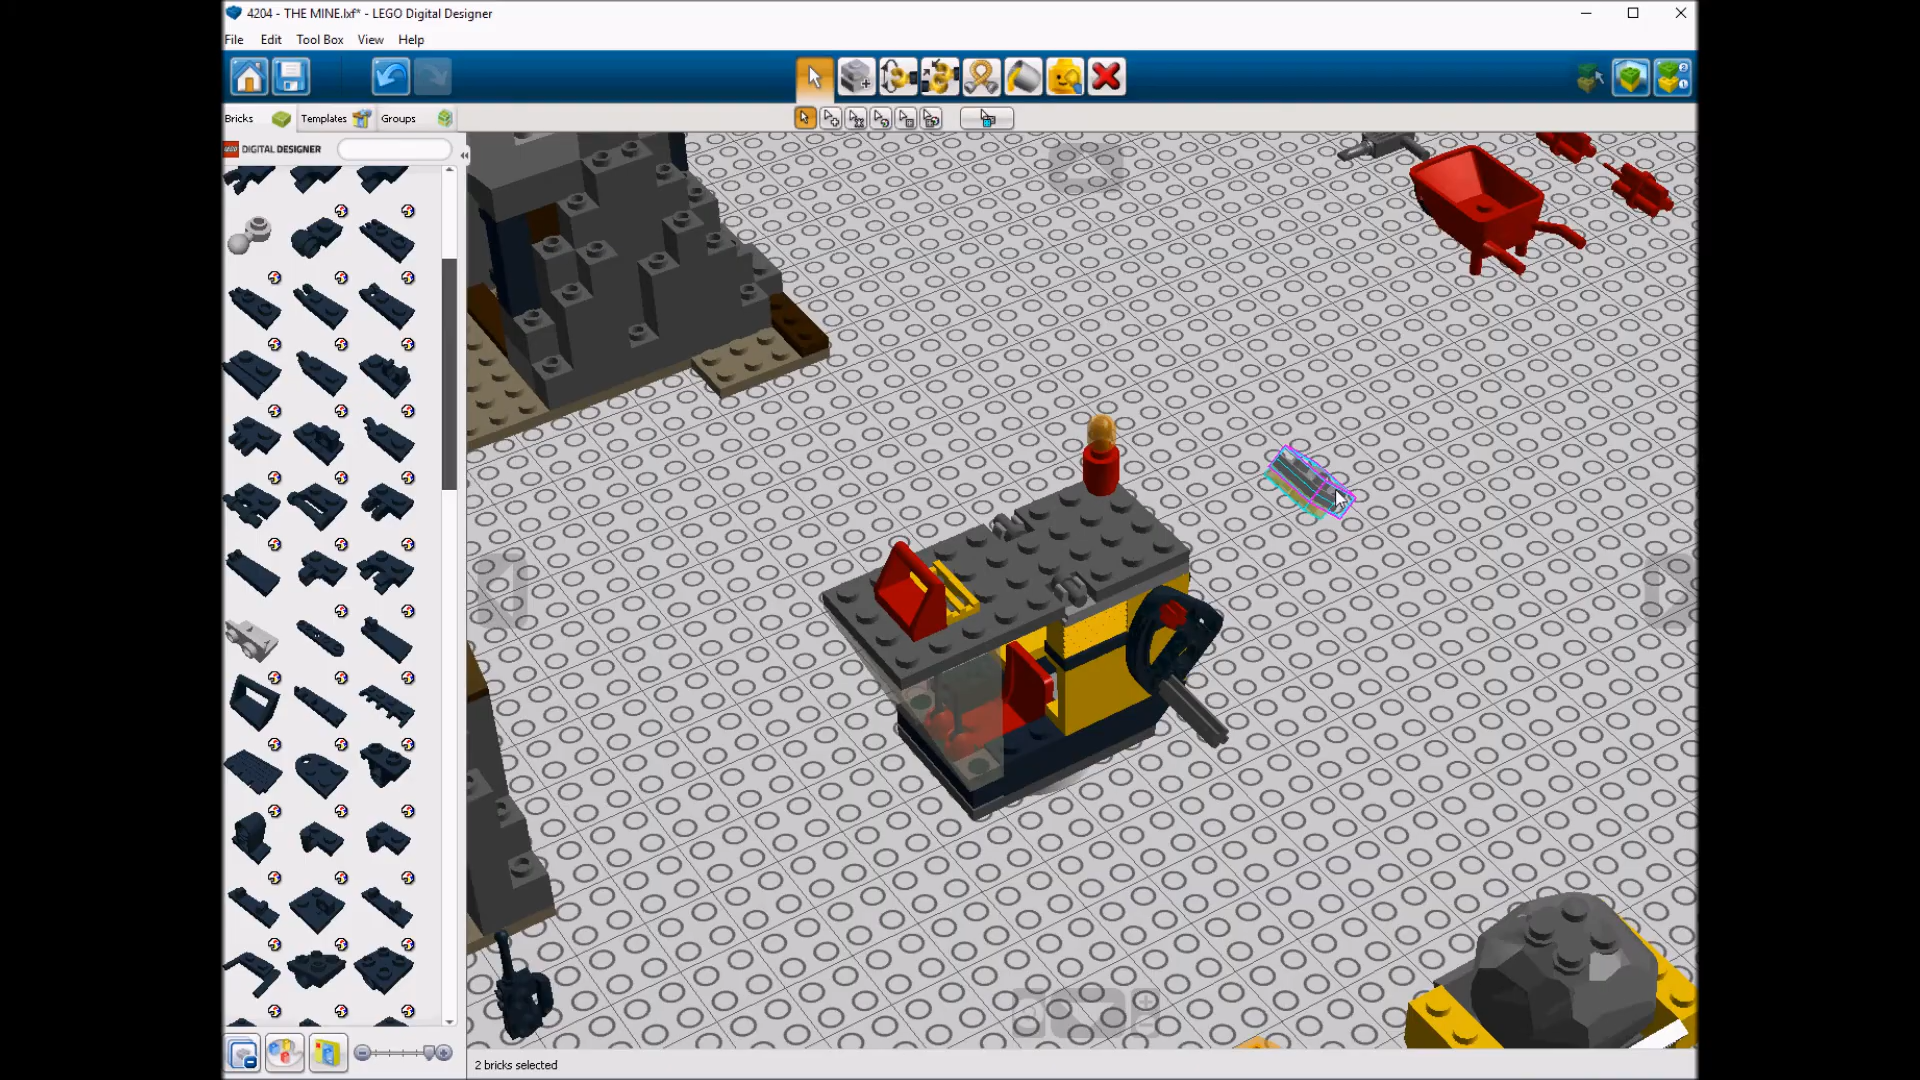 4204 - THE MINE.lxf* - LEGO Digital Designer
File Edit Tool Box View Help
Bricks Templates Groups
LEGO DIGITAL DESIGNER
2 bricks selected